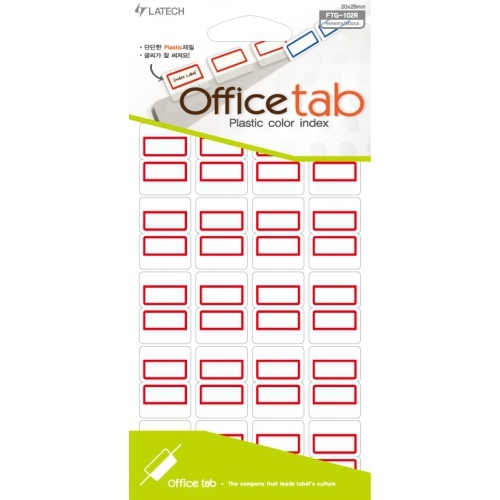 LATECH
20x28mm
FTG-102R
• 단단한 Plastic재질
• 글씨가 잘 써져요!
Index Label
Office tab
Plastic color index
Office tab • The company that leads label's culture